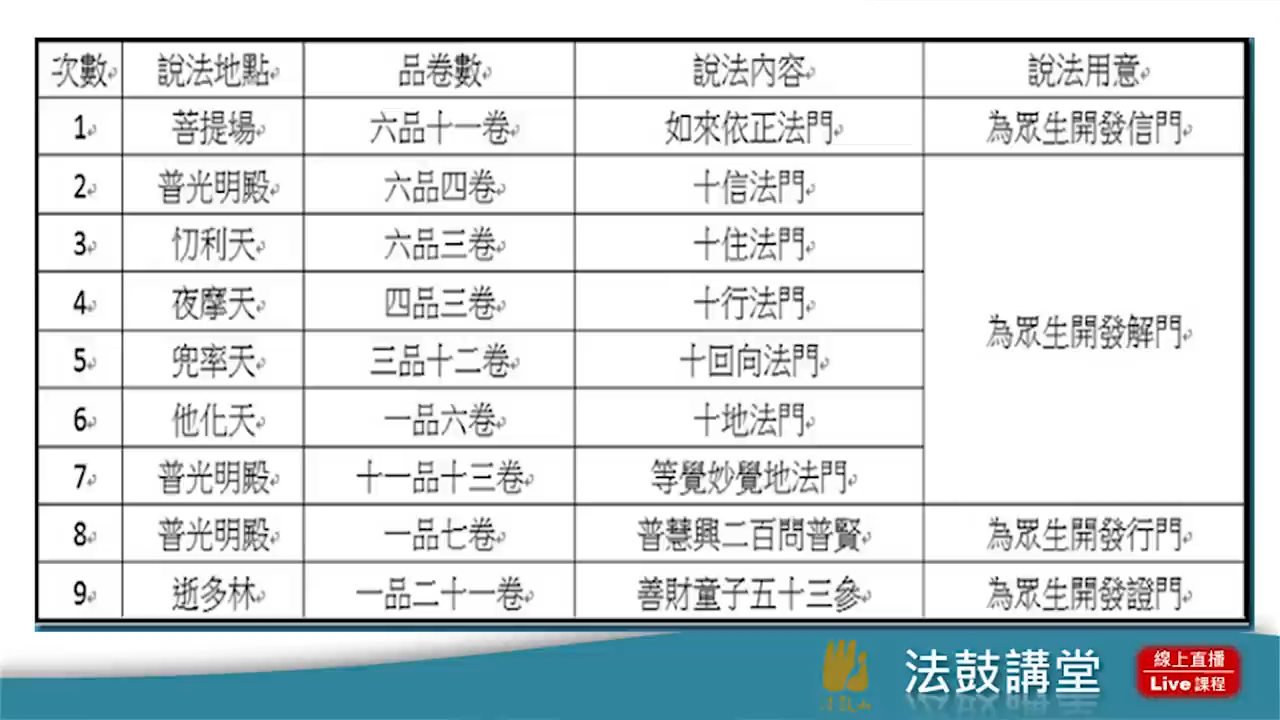 次數 說法地點 品卷數 說法內容 說法用意
1 菩提場 六品十一卷 如來依正法門 為眾生開發信門
2 普光明殿 六品四卷 十信法門
3 忉利天 六品三卷 十住法門
4 夜摩天 四品三卷 十行法門
為眾生開發解門
5 兜率天 三品十二卷 十回向法門
6 他化天 一品六卷 十地法門
7 普光明殿 十一品十三卷 等覺妙覺地法門
8 普光明殿 一品七卷 普慧興二百問普賢 為眾生開發行門
9 逝多林 一品二十一卷 善財童子五十三參 為眾生開發證門
法鼓山
法鼓講堂
線上直播
Live 課程